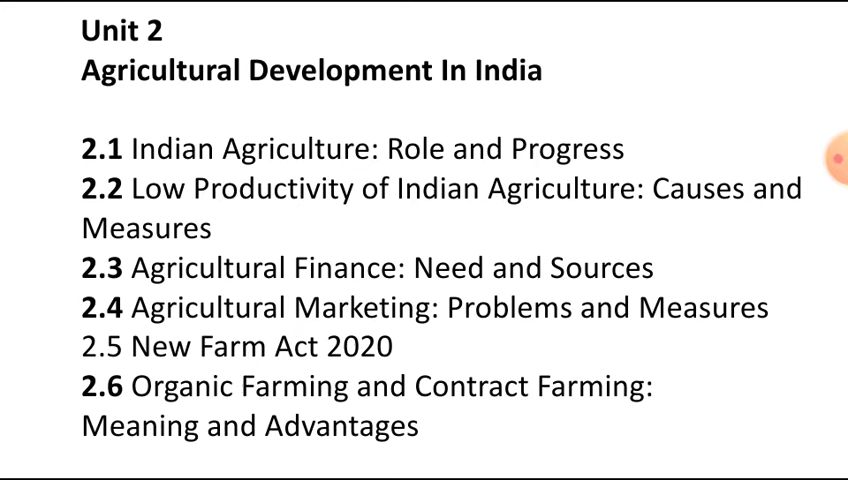 Unit 2
Agricultural Development In India
2.1 Indian Agriculture: Role and Progress
2.2 Low Productivity of Indian Agriculture: Causes and
Measures
2.3 Agricultural Finance: Need and Sources
2.4 Agricultural Marketing: Problems and Measures
2.5 New Farm Act 2020
2.6 Organic Farming and Contract Farming:
Meaning and Advantages